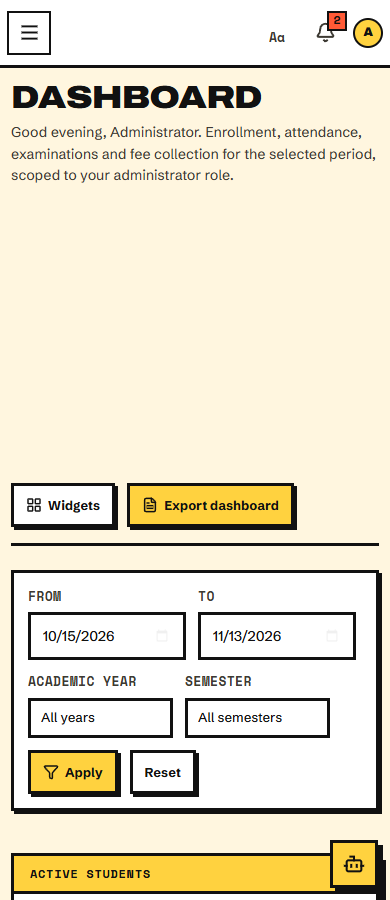 Aa
2
A
DASHBOARD
Good evening, Administrator. Enrollment, attendance,
examinations and fee collection for the selected period,
scoped to your administrator role.
Widgets
Export dashboard
FROM
TO
10/15/2026
11/13/2026
ACADEMIC YEAR
SEMESTER
All years
All semesters
Apply
Reset
ACTIVE STUDENTS